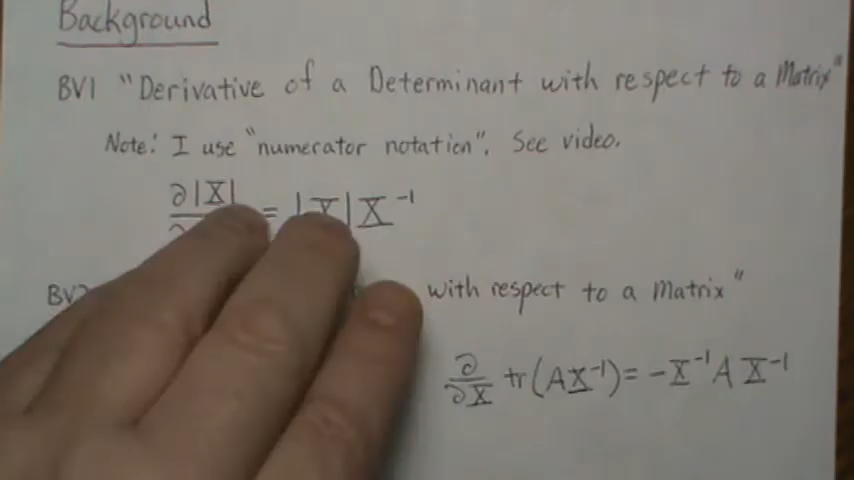 Background
BV1 "Derivative of a Determinant with respect to a Matrix"
Note: I use "numerator notation". See video.
∂|X| = |X| X⁻¹
BV2 with respect to a Matrix"
∂/∂X tr(AX⁻¹) = -X⁻¹ A X⁻¹